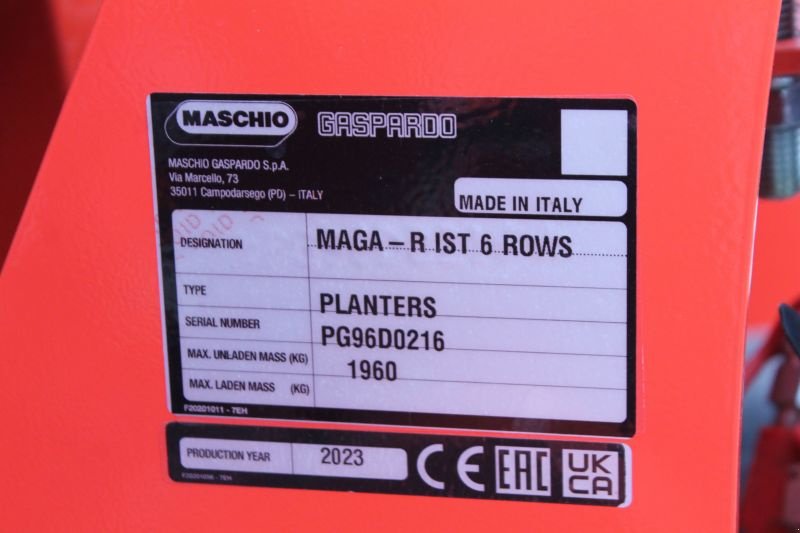 MASCHIO GASPARDO
MASCHIO GASPARDO S.p.A.
Via Marcello, 73
35011 Campodarsego (PD) – ITALY
MADE IN ITALY
DESIGNATION MAGA – R IST 6 ROWS
TYPE PLANTERS
SERIAL NUMBER PG96D0216
MAX. UNLADEN MASS (KG) 1960
MAX. LADEN MASS (KG)
F20201011 - 7EH
PRODUCTION YEAR 2023 CE EAC UK CA